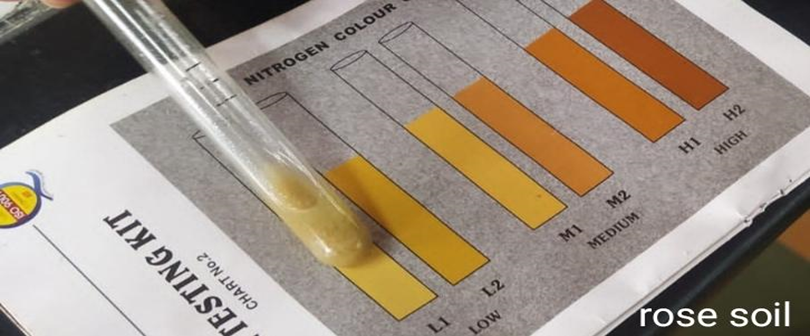 NITROGEN COLOUR
TESTING KIT
CHART No.2
L1
L2
LOW
M1
M2
MEDIUM
H1
H2
HIGH
rose soil